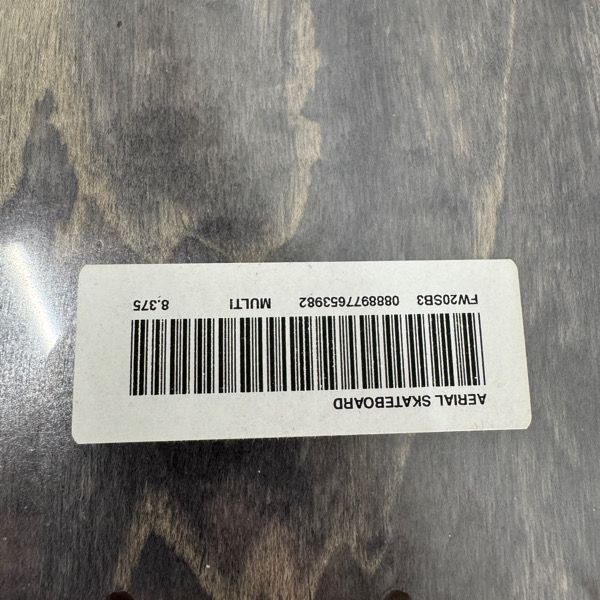 AERIAL SKATEBOARD
FW20SB3 088897765398​2 MULTI 8.375